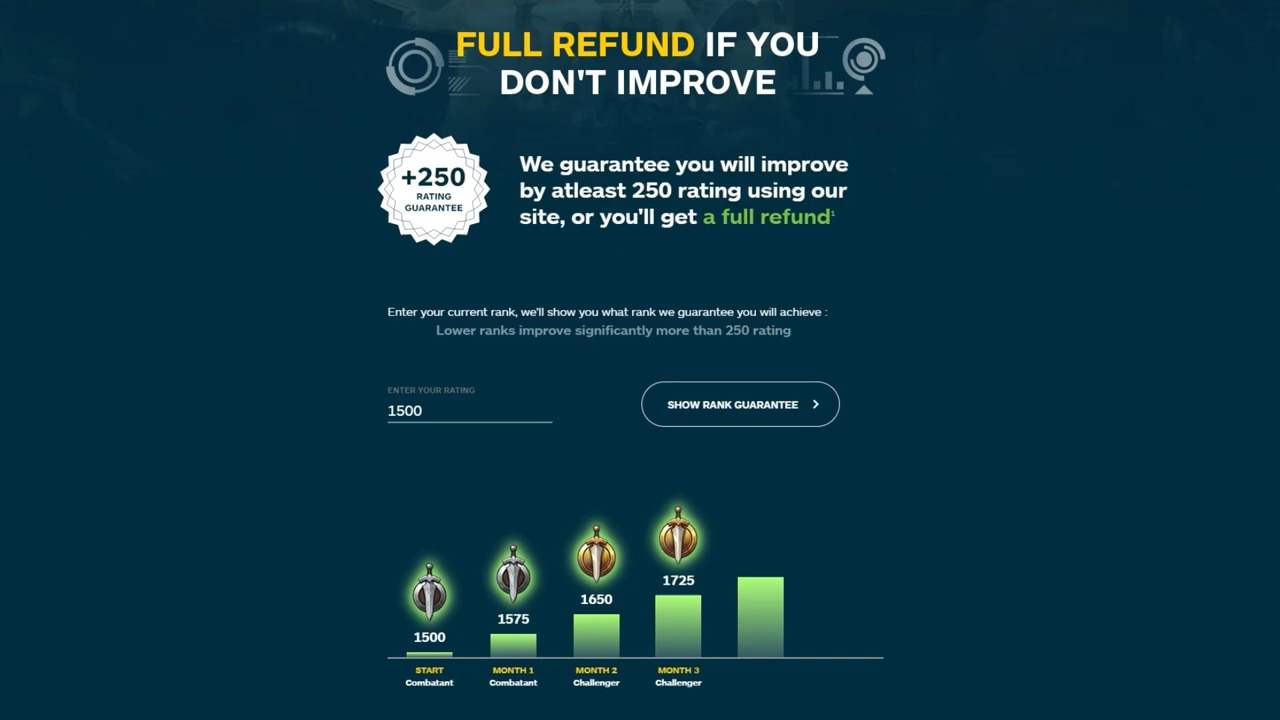 FULL REFUND IF YOU
DON'T IMPROVE
+250
RATING
GUARANTEE
We guarantee you will improve
by atleast 250 rating using our
site, or you'll get a full refund¹
Enter your current rank, we'll show you what rank we guarantee you will achieve :
Lower ranks improve significantly more than 250 rating
ENTER YOUR RATING
1500
SHOW RANK GUARANTEE
1500
1575
1650
1725
START
MONTH 1
MONTH 2
MONTH 3
Combatant
Combatant
Challenger
Challenger